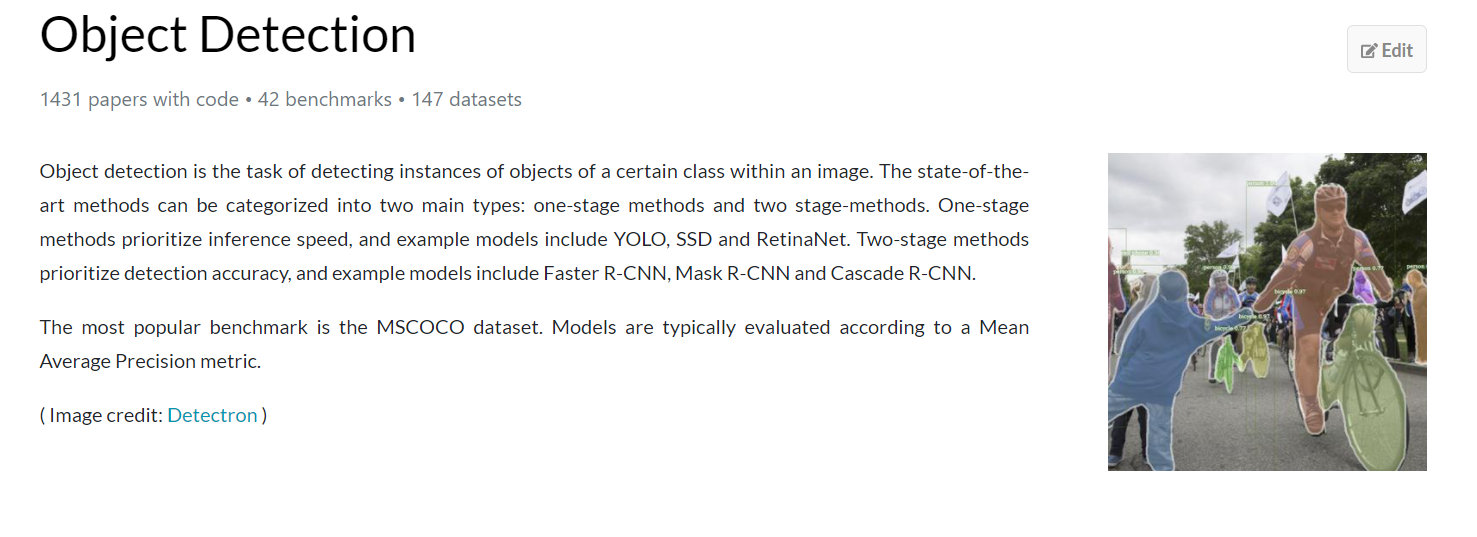 Object Detection
Edit
1431 papers with code • 42 benchmarks • 147 datasets
Object detection is the task of detecting instances of objects of a certain class within an image. The state-of-the-
art methods can be categorized into two main types: one-stage methods and two stage-methods. One-stage
methods prioritize inference speed, and example models include YOLO, SSD and RetinaNet. Two-stage methods
prioritize detection accuracy, and example models include Faster R-CNN, Mask R-CNN and Cascade R-CNN.
The most popular benchmark is the MSCOCO dataset. Models are typically evaluated according to a Mean
Average Precision metric.
( Image credit: Detectron )
bicycle 0.97